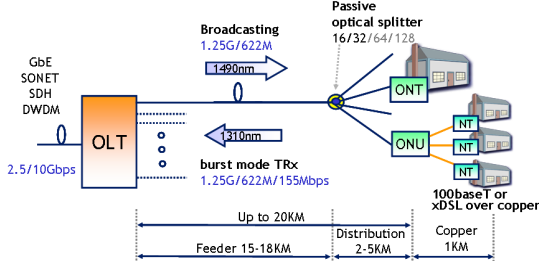 Passive
optical splitter
16/32/64/128
Broadcasting
1.25G/622M
1490nm
GbE
SONET
SDH
DWDM
OLT
2.5/10Gbps
1310nm
burst mode TRx
1.25G/622M/155Mbps
ONT
ONU
NT
NT
NT
100baseT or
xDSL over copper
Up to 20KM
Distribution
2-5KM
Copper
1KM
Feeder 15-18KM